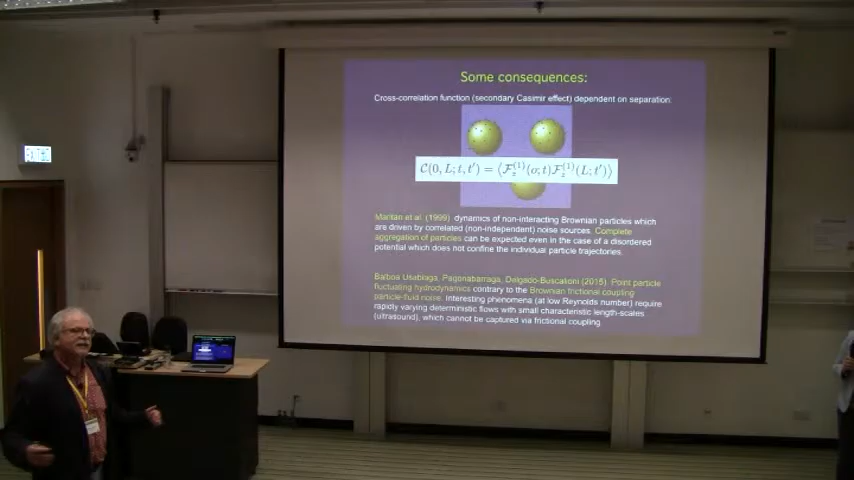 Some consequences:
Cross-correlation function (secondary Casimir effect) dependent on separation:
C(0, L; t, t′) = ⟨F_z^(1)(o; t)F_z^(1)(L; t′)⟩
Maritan et al. (1999) dynamics of non-interacting Brownian particles which
are driven by correlated (non-independent) noise sources. Complete
aggregation of particles can be expected even in the case of a disordered
potential which does not confine the individual particle trajectories.
Balboa Usabiaga, Pagonabarraga, Delgado-Buscalioni (2015) Point particle
fluctuating hydrodynamics contrary to the Brownian frictional coupling
particle-fluid noise. Interesting phenomena (at low Reynolds number) require
rapidly varying deterministic flows with small characteristic length-scales
(ultrasound), which cannot be captured via frictional coupling.